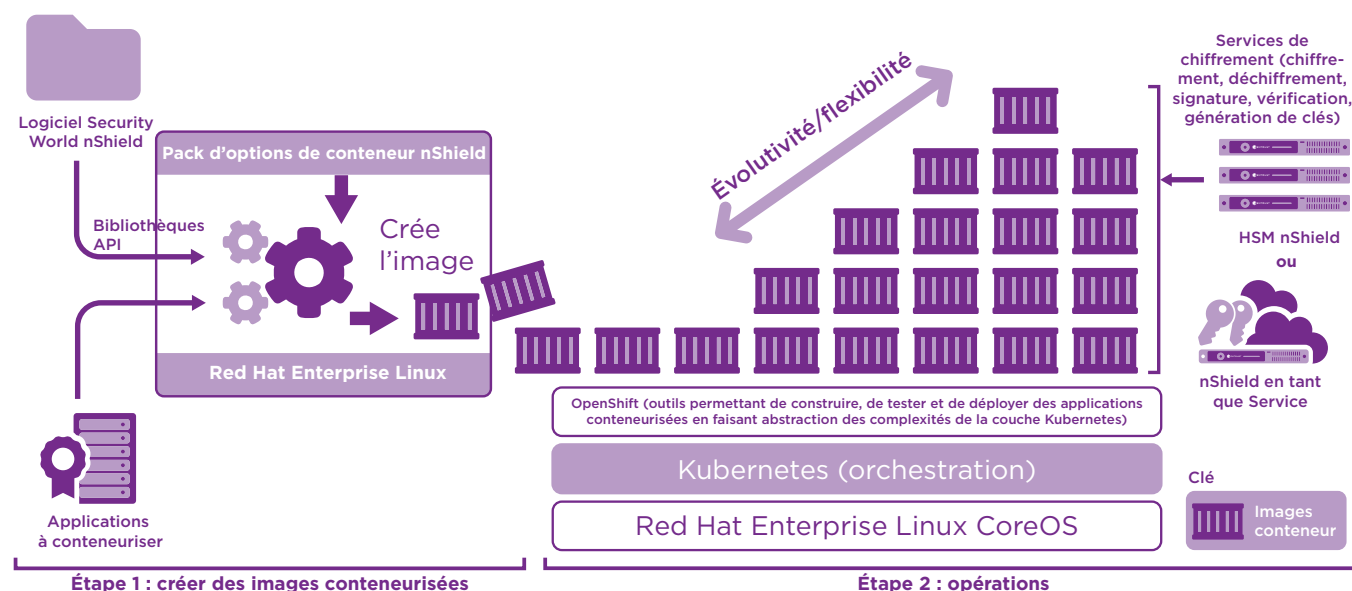 Logiciel Security
World nShield
Pack d'options de conteneur nShield
Bibliothèques
API
Crée
l'image
Red Hat Enterprise Linux
Applications
à conteneuriser
Étape 1 : créer des images conteneurisées
Évolutivité/flexibilité
Services de
chiffrement (chiffre-
ment, déchiffrement,
signature, vérification,
génération de clés)
HSM nShield
ou
nShield en tant
que Service
OpenShift (outils permettant de construire, de tester et de déployer des applications
conteneurisées en faisant abstraction des complexités de la couche Kubernetes)
Kubernetes (orchestration)
Red Hat Enterprise Linux CoreOS
Clé
Images
conteneur
Étape 2 : opérations